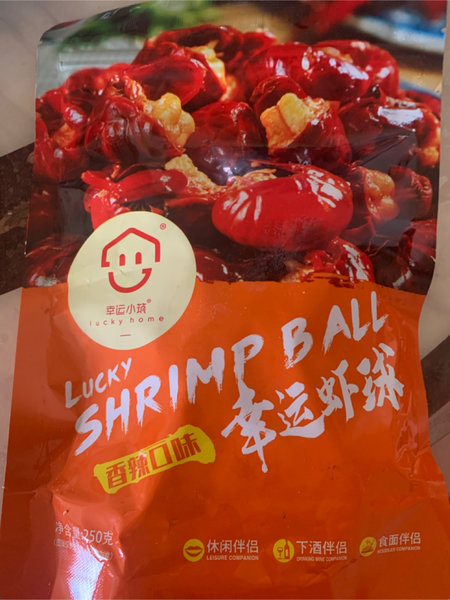 ®
幸运小孩®
lucky home
LUCKY
SHRIMP BALL
幸运虾球
香辣口味
净含量:250克
休闲伴侣
LEISURE COMPANION
下酒伴侣
DRINKING WINE COMPANION
食面伴侣
NOODLES COMPANION